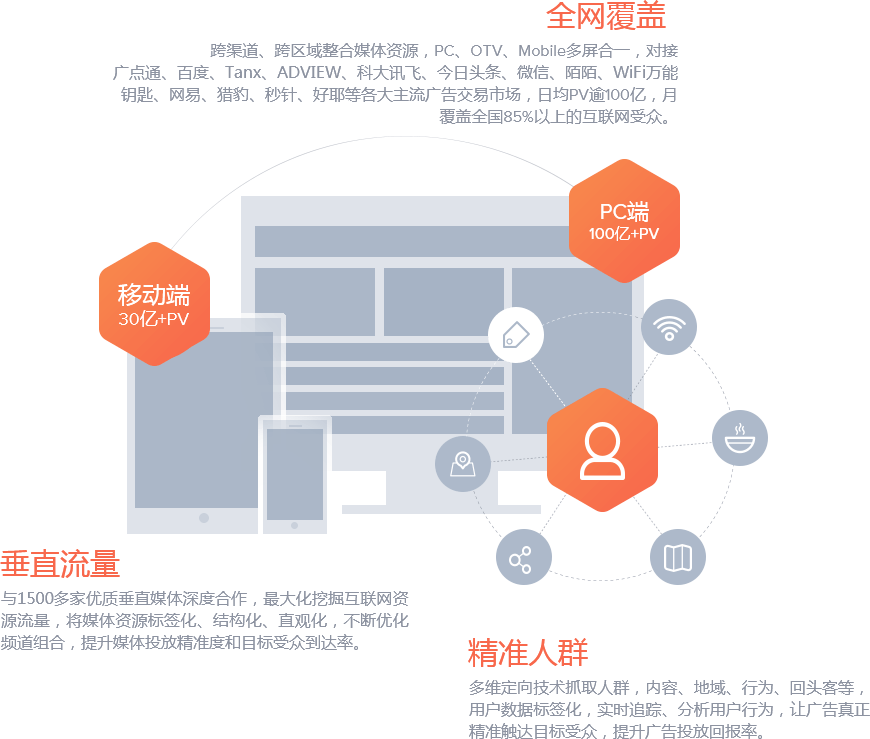 全网覆盖
跨渠道、跨区域整合媒体资源，PC、OTV、Mobile多屏合一，对接
广点通、百度、Tanx、ADVIEW、科大讯飞、今日头条、微信、陌陌、WiFi万能
钥匙、网易、猎豹、秒针、好耶等各大主流广告交易市场，日均PV逾100亿，月
覆盖全国85%以上的互联网受众。
PC端
100亿+PV
移动端
30亿+PV
垂直流量
与1500多家优质垂直媒体深度合作，最大化挖掘互联网资
源流量，将媒体资源标签化、结构化、直观化，不断优化
频道组合，提升媒体投放精准度和目标受众到达率。
精准人群
多维定向技术抓取人群，内容、地域、行为、回头客等，
用户数据标签化，实时追踪、分析用户行为，让广告真正
精准触达目标受众，提升广告投放回报率。